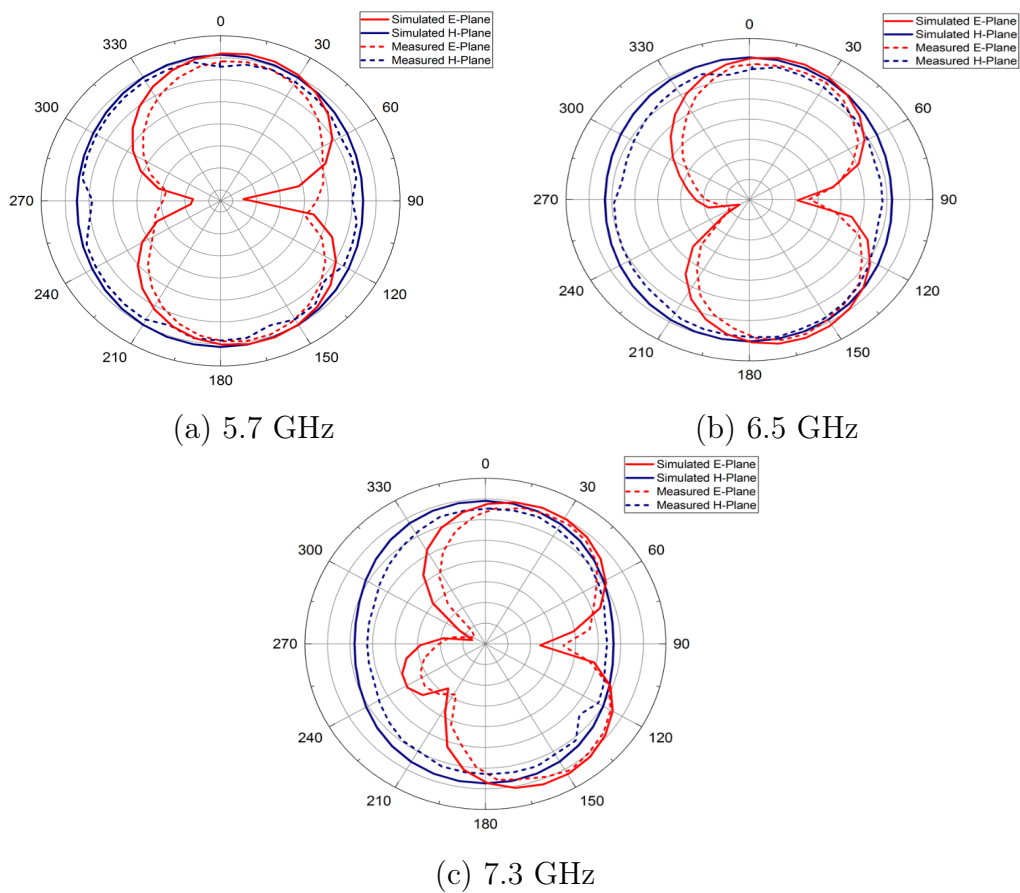 0
30
60
90
120
150
180
210
240
270
300
330
Simulated E-Plane
Simulated H-Plane
Measured E-Plane
Measured H-Plane
(a) 5.7 GHz
0
30
60
90
120
150
180
210
240
270
300
330
Simulated E-Plane
Simulated H-Plane
Measured E-Plane
Measured H-Plane
(b) 6.5 GHz
0
30
60
90
120
150
180
210
240
270
300
330
Simulated E-Plane
Simulated H-Plane
Measured E-Plane
Measured H-Plane
(c) 7.3 GHz